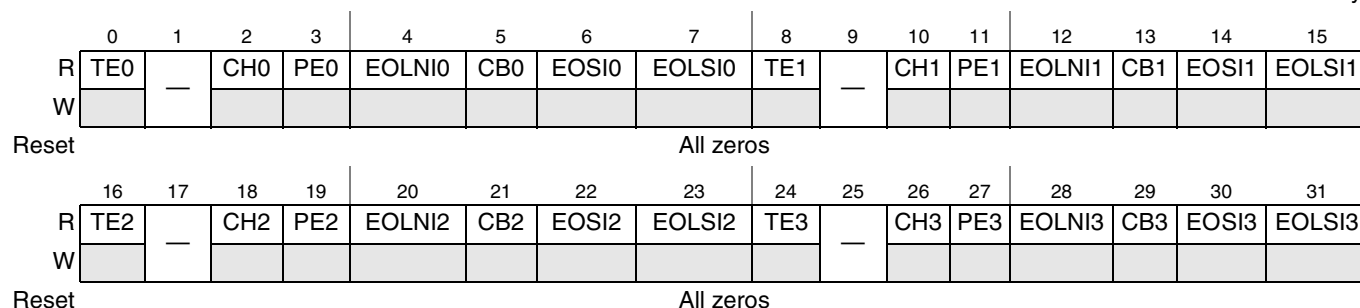 0 1 2 3 4 5 6 7 8 9 10 11 12 13 14 15
R TE0 — CH0 PE0 EOLNI0 CB0 EOSI0 EOLSI0 TE1 — CH1 PE1 EOLNI1 CB1 EOSI1 EOLSI1
W
Reset All zeros
16 17 18 19 20 21 22 23 24 25 26 27 28 29 30 31
R TE2 — CH2 PE2 EOLNI2 CB2 EOSI2 EOLSI2 TE3 — CH3 PE3 EOLNI3 CB3 EOSI3 EOLSI3
W
Reset All zeros